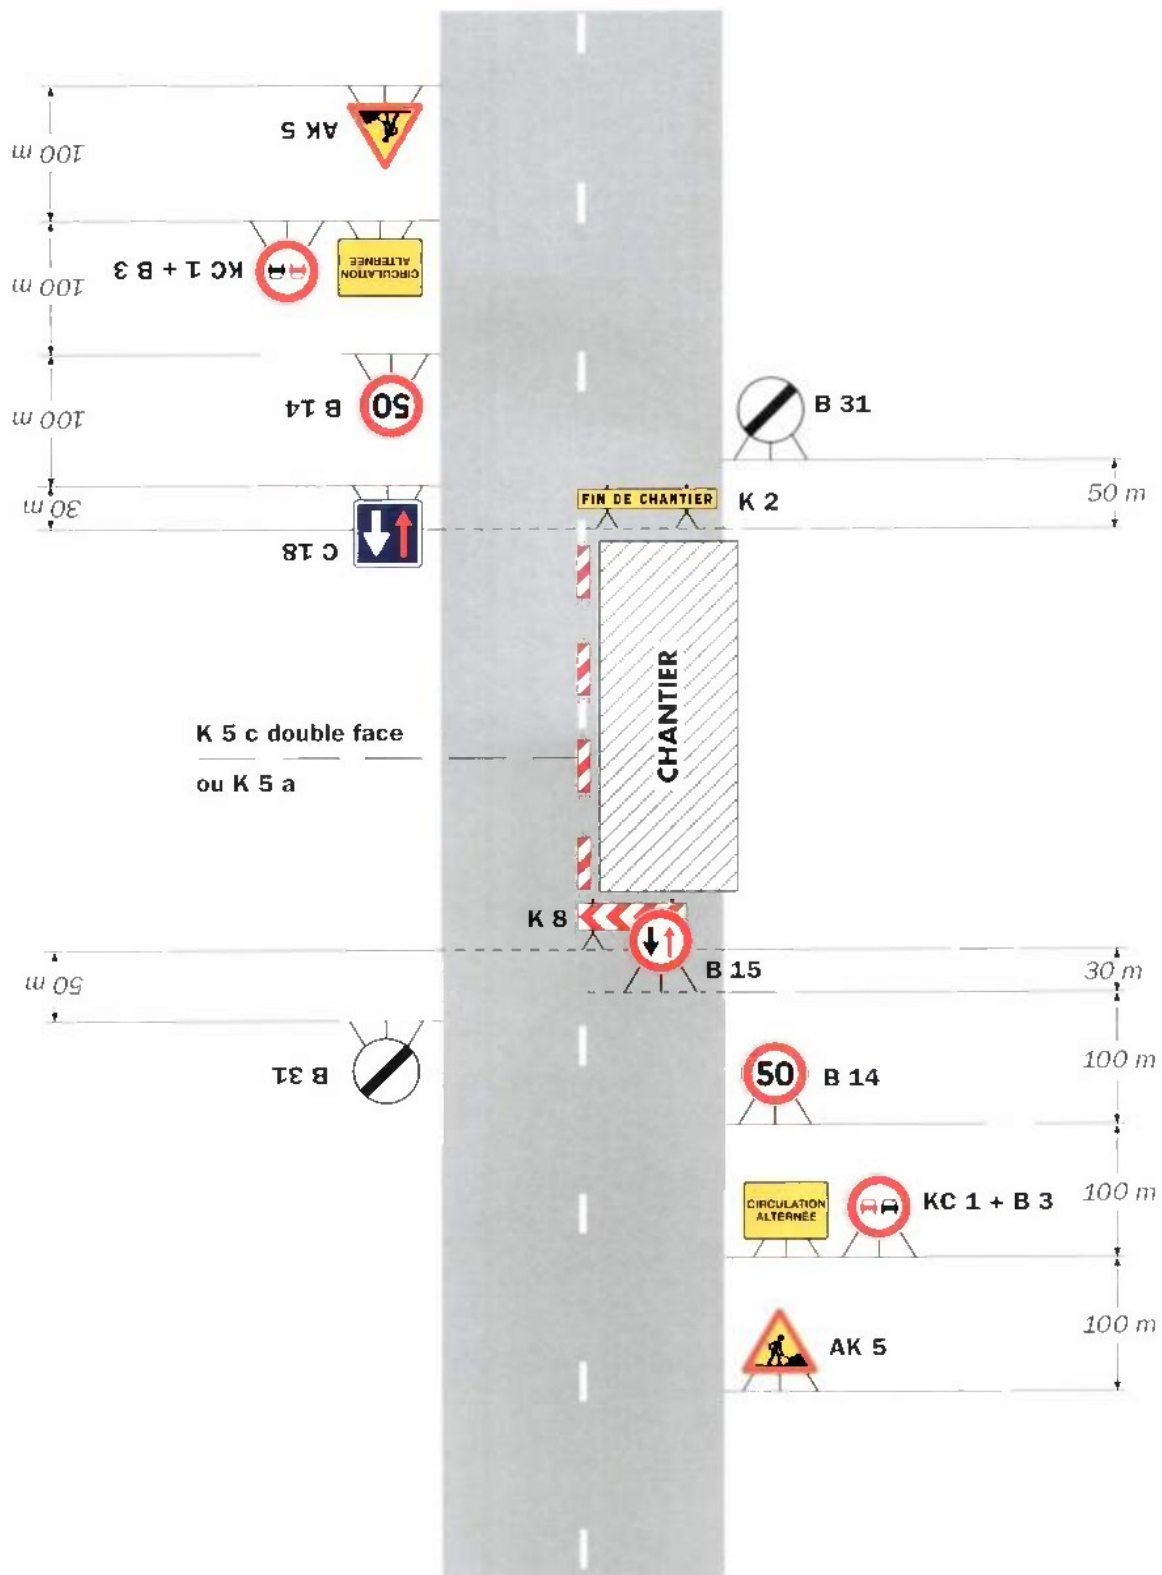 AK 5
100 m
KC 1 + B 3
CIRCULATION
ALTERNÉE
100 m
B 14
50
100 m
B 31
30 m
C 18
FIN DE CHANTIER
K 2
50 m
CHANTIER
K 5 c double face
ou K 5 a
K 8
B 15
30 m
50 m
B 31
50
B 14
100 m
CIRCULATION
ALTERNÉE
KC 1 + B 3
100 m
AK 5
100 m